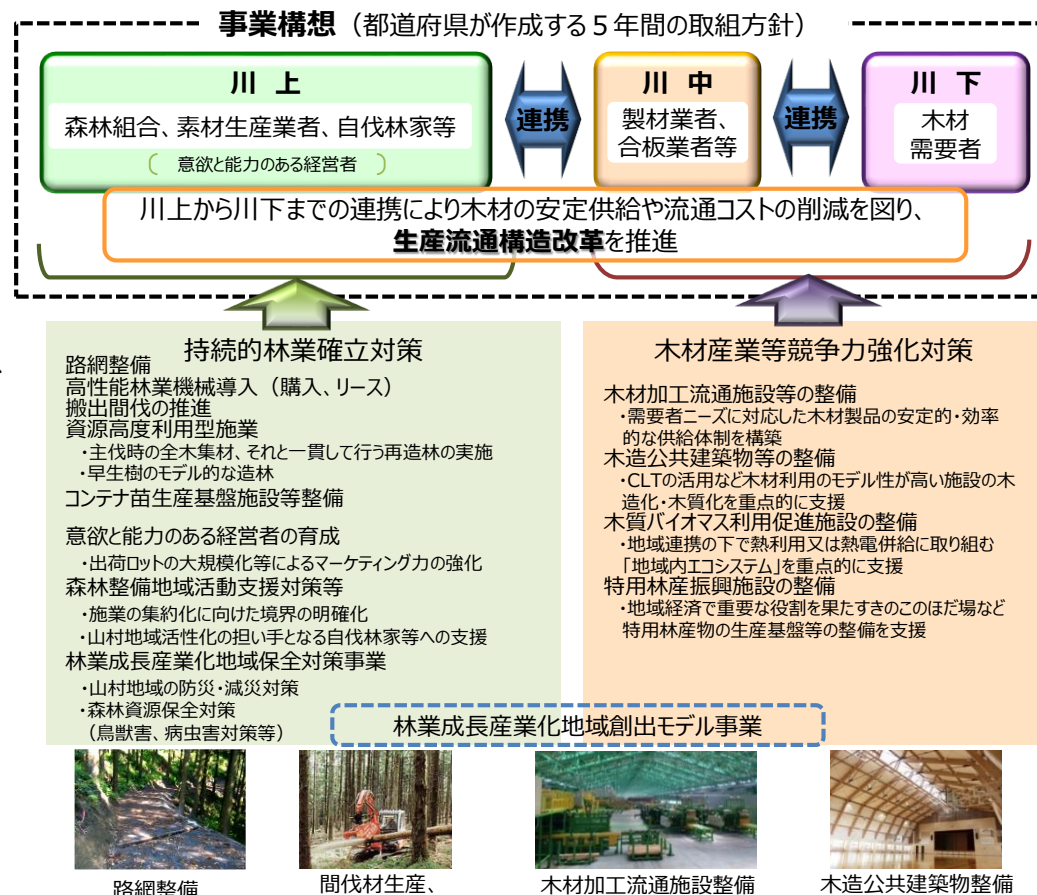 事業構想(都道府県が作成する5年間の取組方針)
川 上
森林組合、素材生産業者、自伐林家等
( 意欲と能力のある経営者 )
連携
川 中
製材業者、
合板業者等
連携
川 下
木材
需要者
川上から川下までの連携により木材の安定供給や流通コストの削減を図り、
生産流通構造改革を推進
持続的林業確立対策
路網整備
高性能林業機械導入(購入、リース)
搬出間伐の推進
資源高度利用型施業
・主伐時の全木集材、それと一貫して行う再造林の実施
・早生樹のモデル的な造林
コンテナ苗生産基盤施設等整備
意欲と能力のある経営者の育成
・出荷ロットの大規模化等によるマーケティング力の強化
森林整備地域活動支援対策等
・施業の集約化に向けた境界の明確化
・山村地域活性化の担い手となる自伐林家等への支援
林業成長産業化地域保全対策事業
・山村地域の防災・減災対策
・森林資源保全対策
(鳥獣害、病虫害対策等)
木材産業等競争力強化対策
木材加工流通施設等の整備
・需要者ニーズに対応した木材製品の安定的・効率
的な供給体制を構築
木造公共建築物等の整備
・CLTの活用など木材利用のモデル性が高い施設の木
造化・木質化を重点的に支援
木質バイオマス利用促進施設の整備
・地域連携の下で熱利用又は熱電併給に取り組む
「地域内エコシステム」を重点的に支援
特用林産振興施設の整備
・地域経済で重要な役割を果たすきのこのほだ場など
特用林産物の生産基盤等の整備を支援
林業成長産業化地域創出モデル事業
路網整備
間伐材生産、
木材加工流通施設整備
木造公共建築物整備